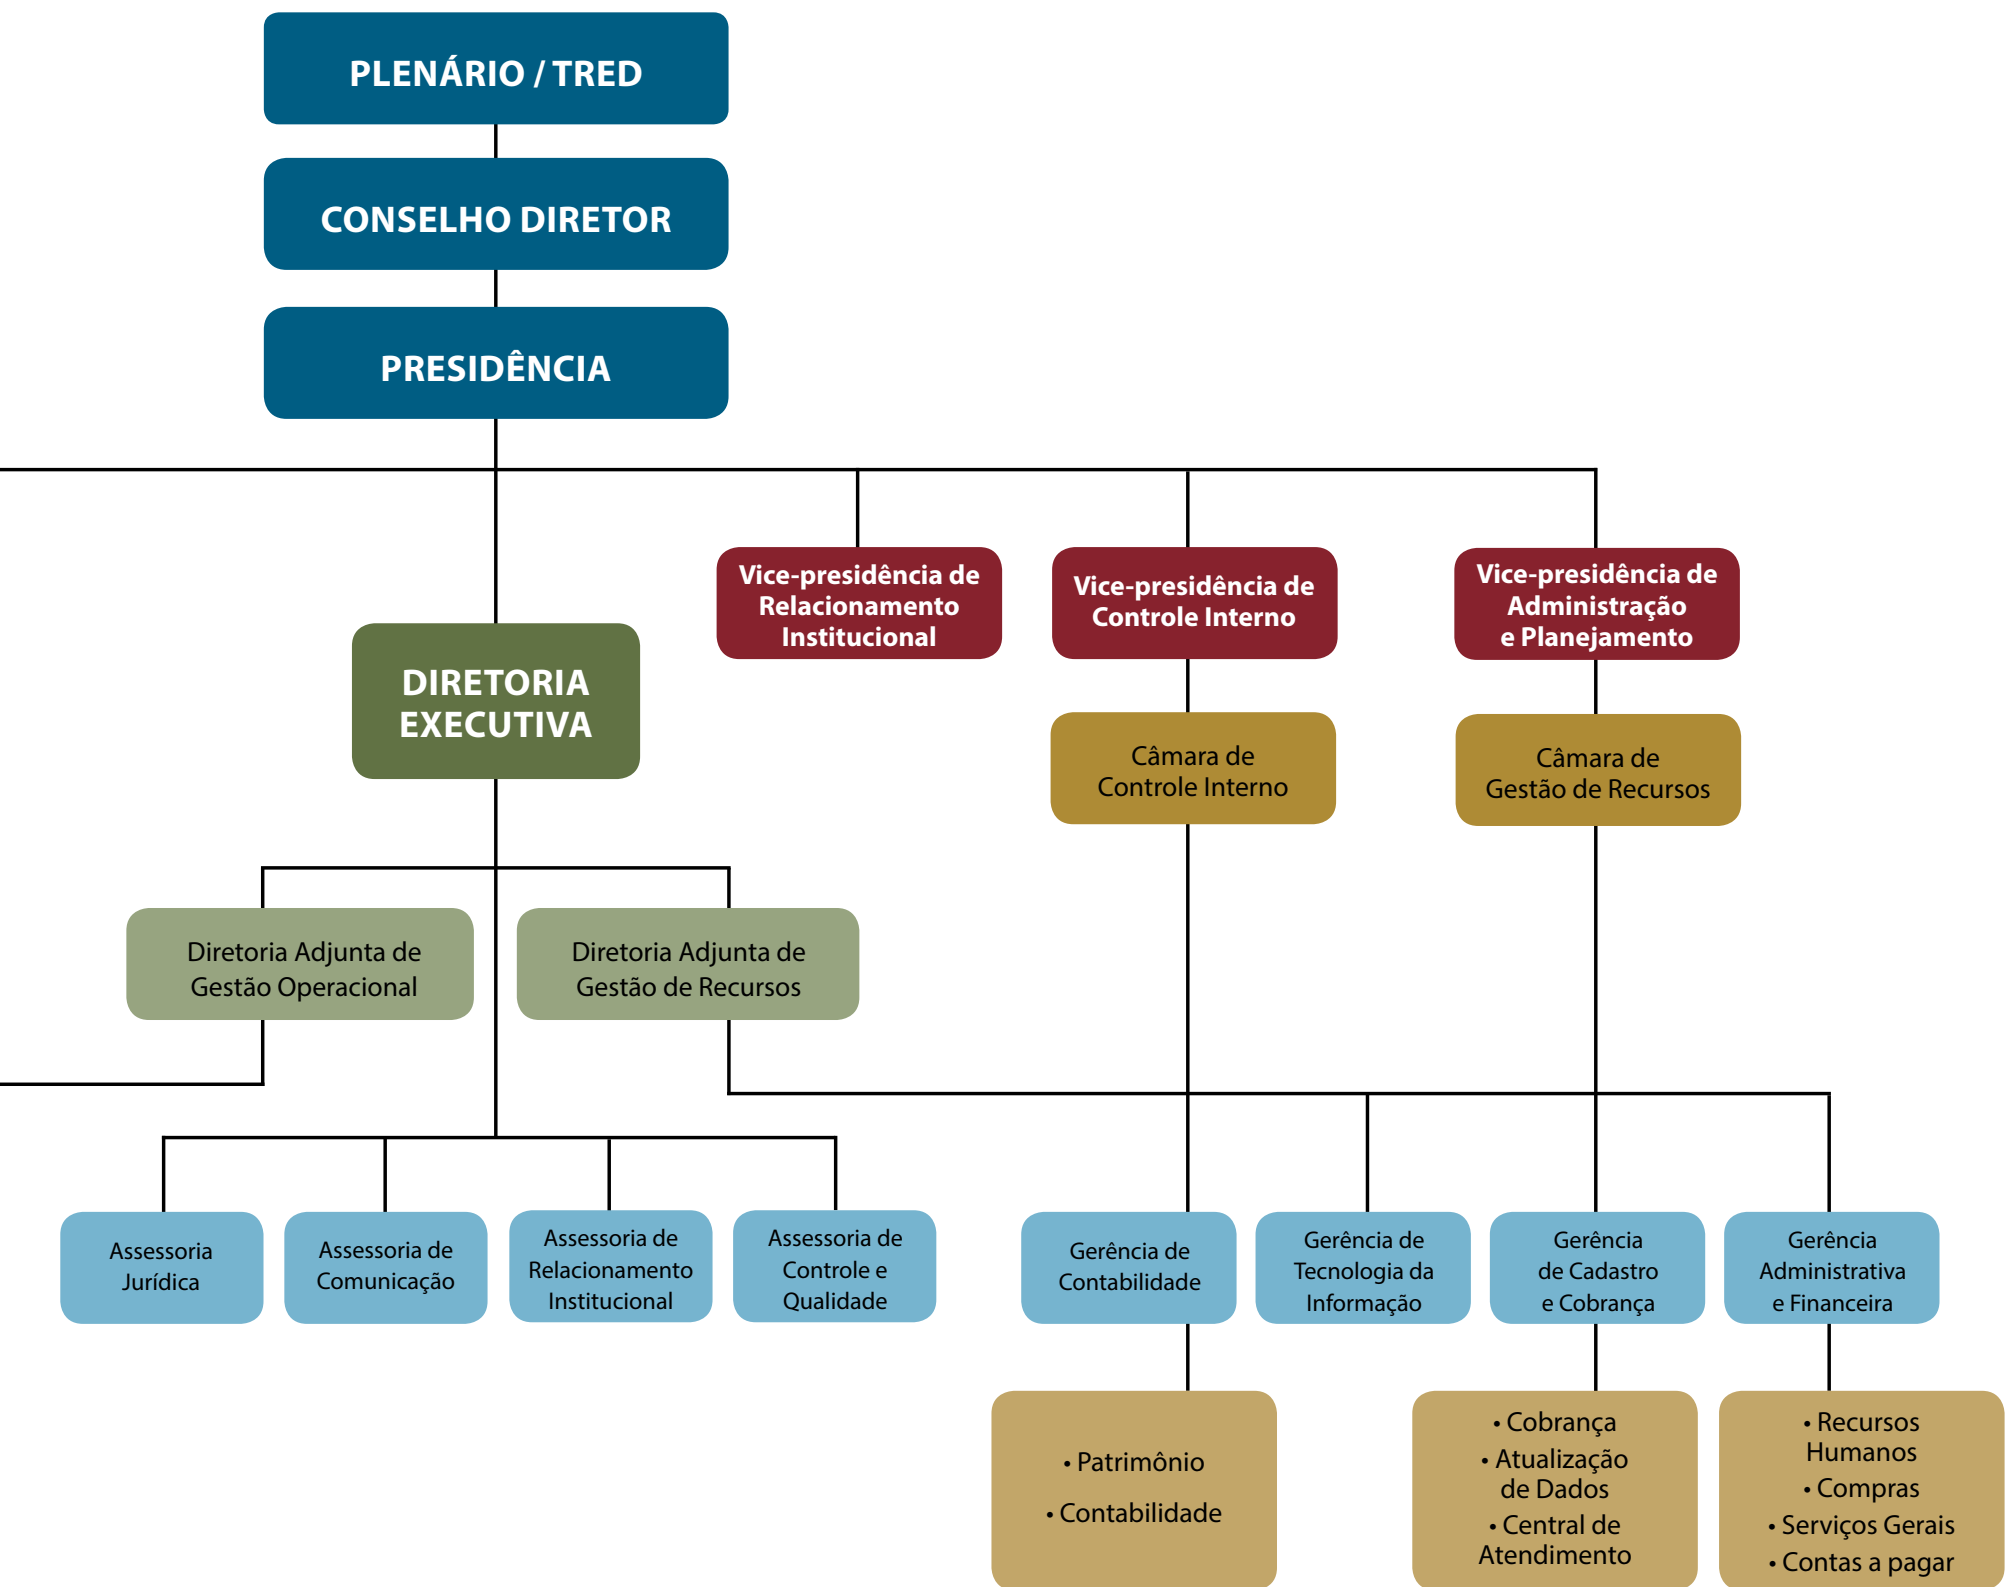 PLENÁRIO / TRED
CONSELHO DIRETOR
PRESIDÊNCIA
Vice-presidência de
Relacionamento
Institucional
Vice-presidência de
Controle Interno
Vice-presidência de
Administração
e Planejamento
DIRETORIA
EXECUTIVA
Câmara de
Controle Interno
Câmara de
Gestão de Recursos
Diretoria Adjunta de
Gestão Operacional
Diretoria Adjunta de
Gestão de Recursos
Assessoria
Jurídica
Assessoria de
Comunicação
Assessoria de
Relacionamento
Institucional
Assessoria de
Controle e
Qualidade
Gerência de
Contabilidade
Gerência de
Tecnologia da
Informação
Gerência
de Cadastro
e Cobrança
Gerência
Administrativa
e Financeira
• Patrimônio
• Contabilidade
• Cobrança
• Atualização
de Dados
• Central de
Atendimento
• Recursos
Humanos
• Compras
• Serviços Gerais
• Contas a pagar